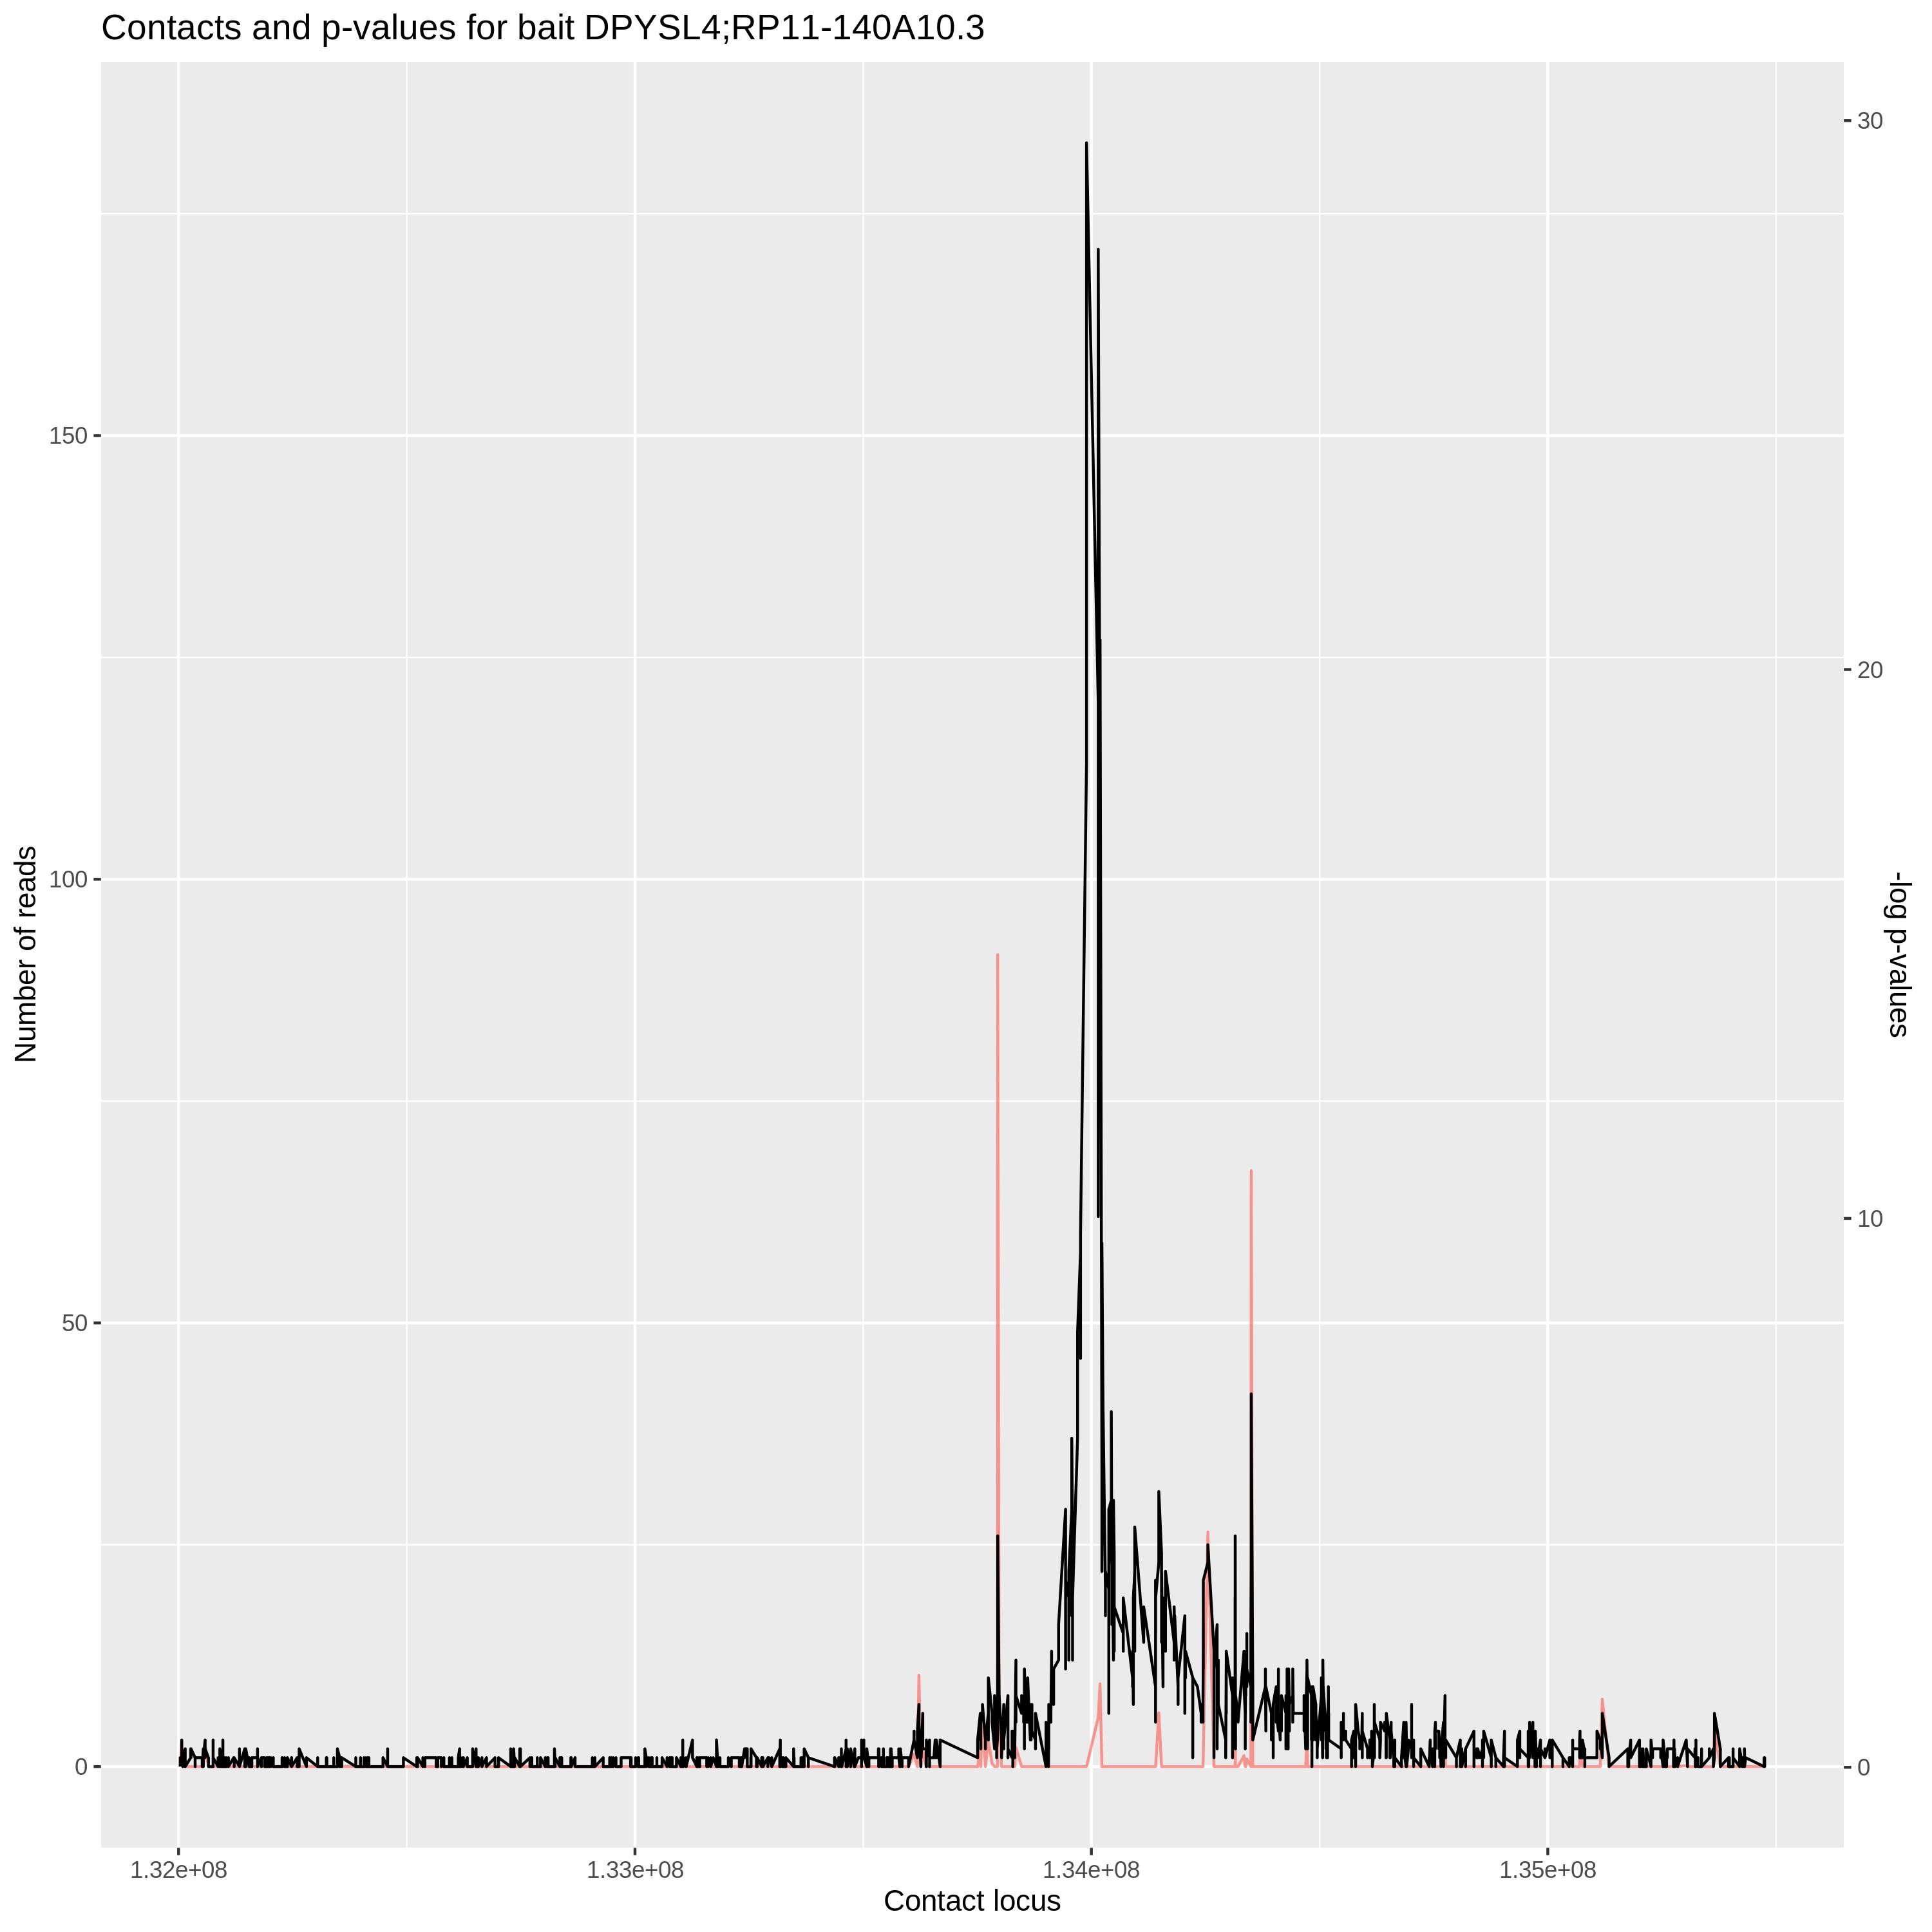 Contacts and p-values for bait DPYSL4;RP11-140A10.3
Number of reads
150
100
50
0
30
20
10
0
-log p-values
1.32e+08
1.33e+08
1.34e+08
1.35e+08
Contact locus